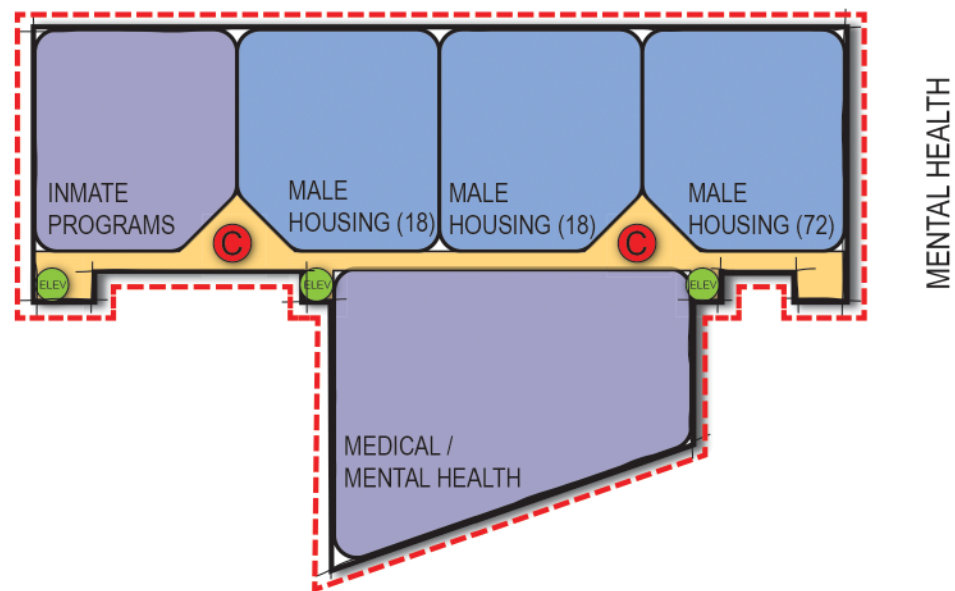 INMATE
PROGRAMS
MALE
HOUSING (18)
MALE
HOUSING (18)
MALE
HOUSING (72)
C
C
ELEV
ELEV
ELEV
MEDICAL /
MENTAL HEALTH
MENTAL HEALTH